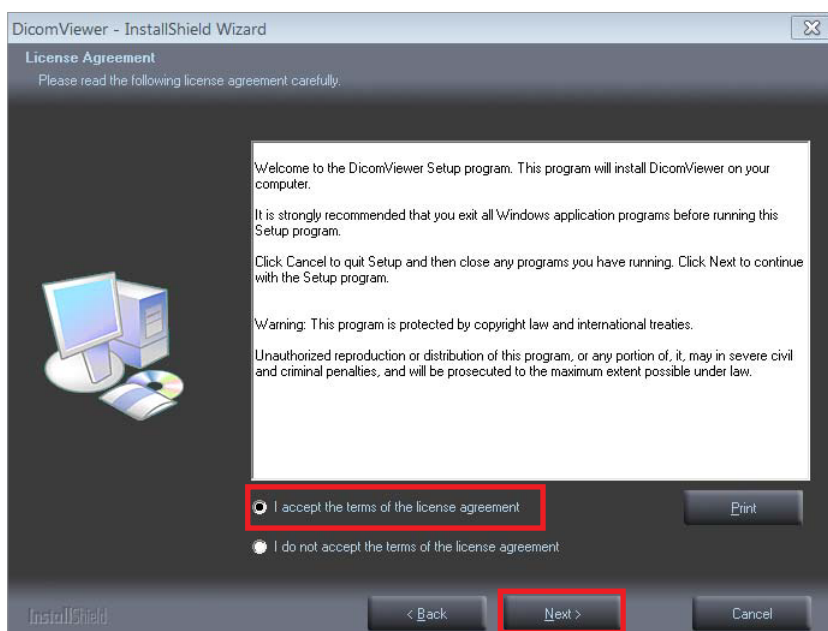 DicomViewer - InstallShield Wizard
License Agreement
Please read the following license agreement carefully.
Welcome to the DicomViewer Setup program. This program will install DicomViewer on your
computer.
It is strongly recommended that you exit all Windows application programs before running this
Setup program.
Click Cancel to quit Setup and then close any programs you have running. Click Next to continue
with the Setup program.
Warning: This program is protected by copyright law and international treaties.
Unauthorized reproduction or distribution of this program, or any portion of, it, may in severe civil
and criminal penalties, and will be prosecuted to the maximum extent possible under law.
I accept the terms of the license agreement
Print
I do not accept the terms of the license agreement
InstallShield
< Back
Next >
Cancel